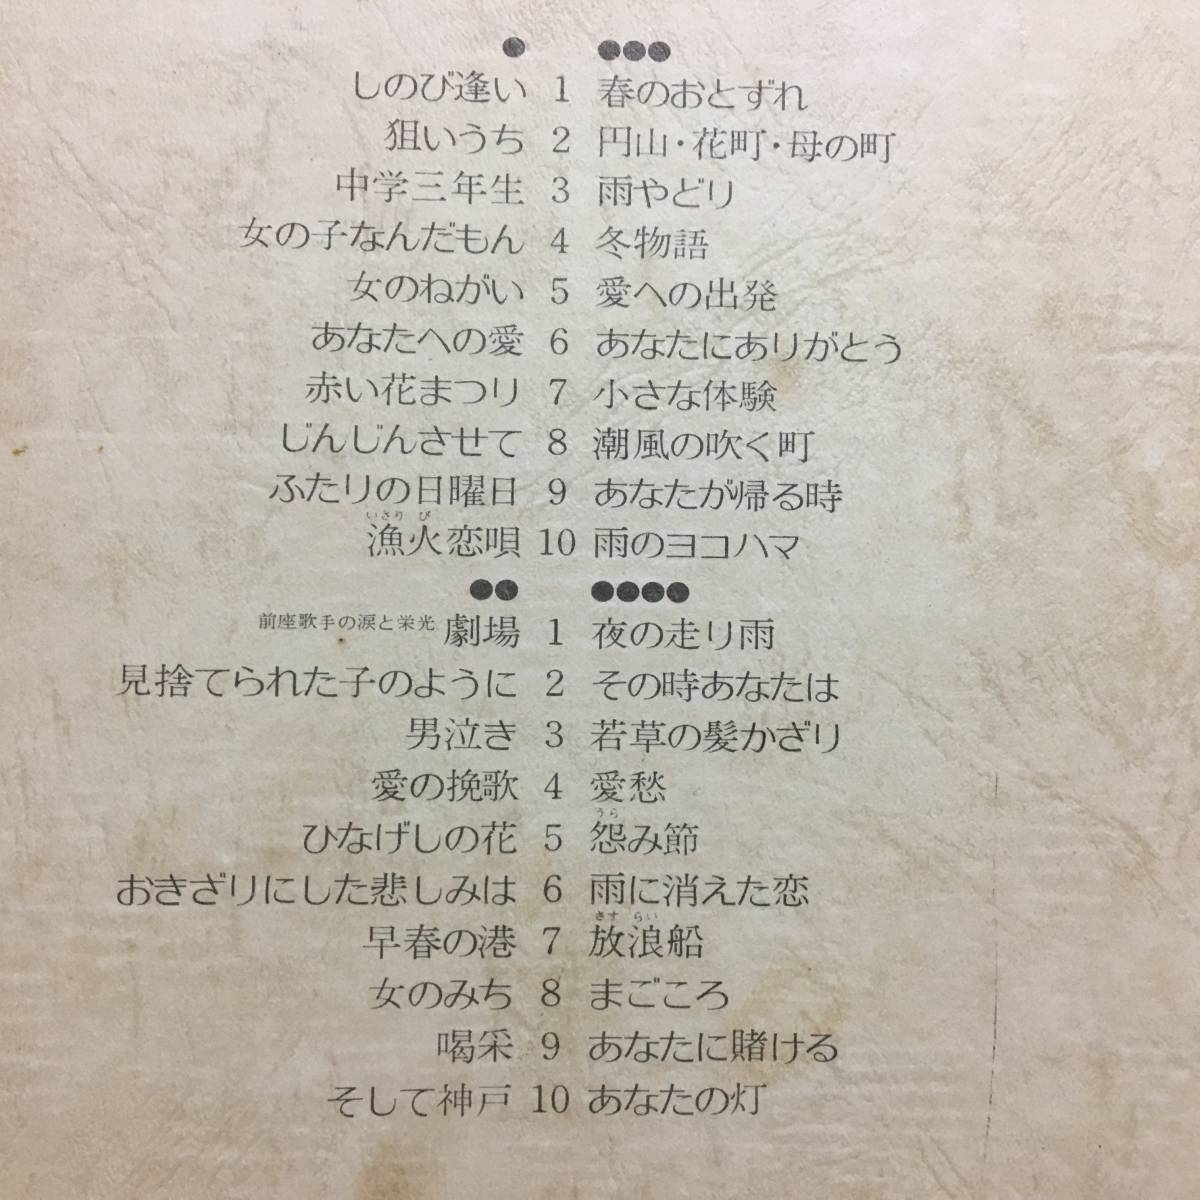 ● ●●●
しのび逢い 1 春のおとずれ
狙いうち 2 円山・花町・母の町
中学三年生 3 雨やどり
女の子なんだもん 4 冬物語
女のねがい 5 愛への出発
あなたへの愛 6 あなたにありがとう
赤い花まつり 7 小さな体験
じんじんさせて 8 潮風の吹く町
ふたりの日曜日 9 あなたが帰る時
いさり び
漁火恋唄 10 雨のヨコハマ
●● ●●●●
前座歌手の涙と栄光 劇場 1 夜の走り雨
見捨てられた子のように 2 その時あなたは
男泣き 3 若草の髪かざり
愛の挽歌 4 愛愁
うら
ひなげしの花 5 怨み節
おきざりにした悲しみは 6 雨に消えた恋
さす らい
早春の港 7 放浪船
女のみち 8 まごころ
喝采 9 あなたに賭ける
そして神戸 10 あなたの灯